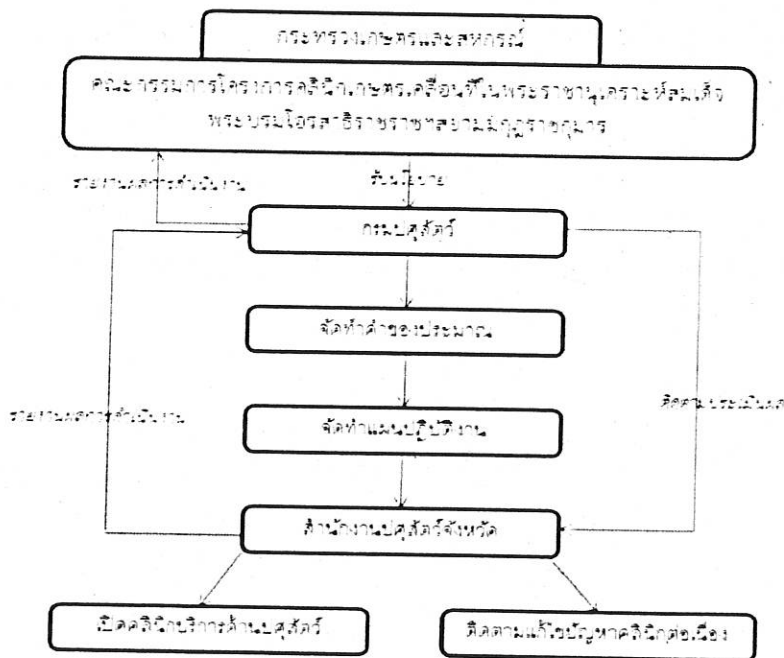 กระทรวงเกษตรและสหกรณ์
คณะกรรมการโครงการคลินิกเกษตรเคลื่อนที่ในพระราชานุเคราะห์สมเด็จ
พระบรมโอรสาธิราชฯสยามมกุฎราชกุมาร
รายงานผลการดำเนินงาน
รับนโยบาย
กรมปศุสัตว์
จัดทำคำของบประมาณ
รายงานผลการดำเนินงาน
ติดตามประเมินผล
จัดทำแผนปฏิบัติงาน
สำนักงานปศุสัตว์จังหวัด
เปิดคลินิกบริการด้านปศุสัตว์
ติดตามแก้ไขปัญหาคลินิกต่อเนื่อง